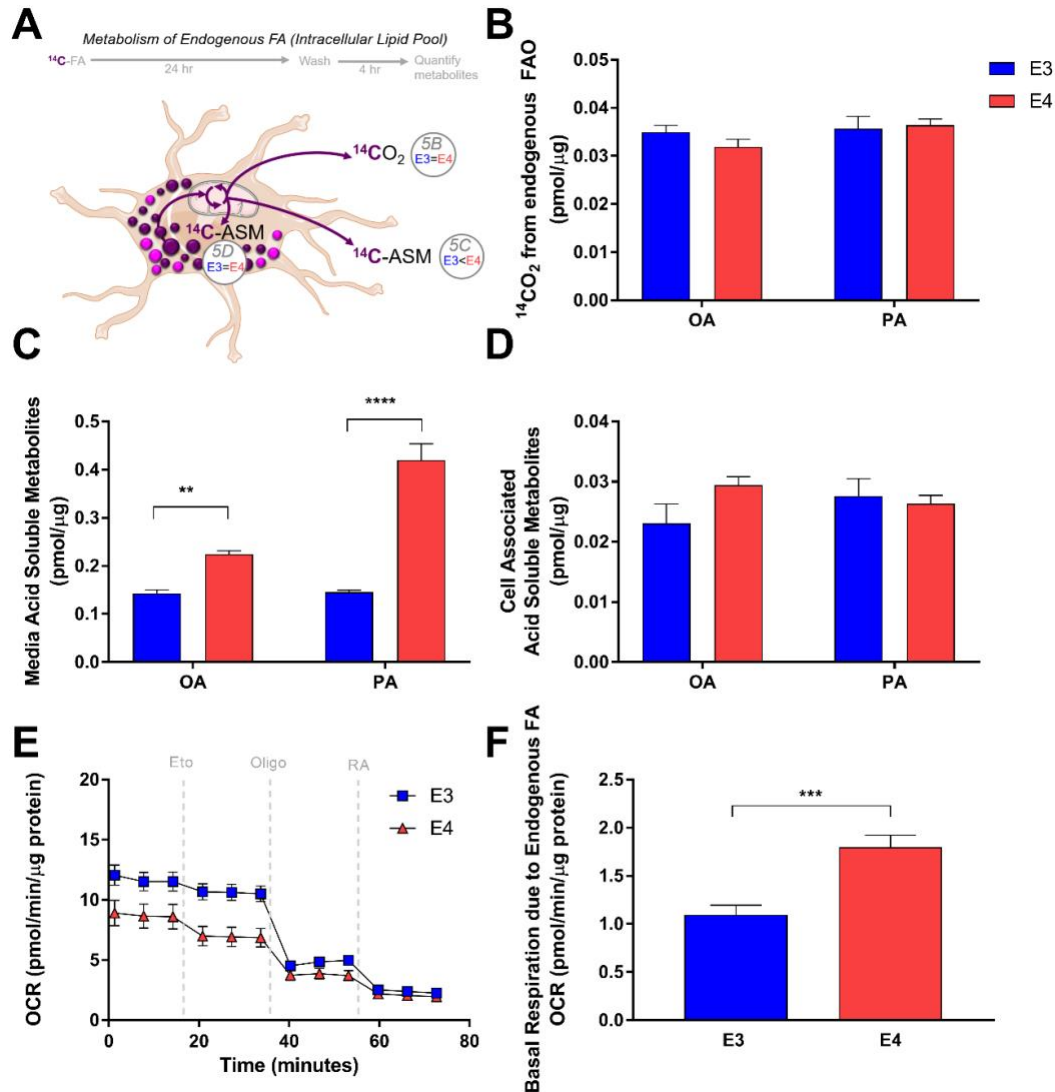 A
Metabolism of Endogenous FA (Intracellular Lipid Pool)
¹⁴C-FA
24 hr
Wash
4 hr
Quantify
metabolites
¹⁴CO₂
5B
E3=E4
¹⁴C-ASM
5D
E3=E4
¹⁴C-ASM
5C
E3<E4
B
¹⁴CO₂ from endogenous FAO
(pmol/µg)
0.05
0.04
0.03
0.02
0.01
0.00
OA
PA
E3
E4
C
Media Acid Soluble Metabolites
(pmol/µg)
0.5
0.4
0.3
0.2
0.1
0.0
**
****
OA
PA
D
Cell Associated
Acid Soluble Metabolites
(pmol/µg)
0.04
0.03
0.02
0.01
0.00
OA
PA
E
OCR (pmol/min/µg protein)
20
15
10
5
0
Eto
Oligo
RA
E3
E4
0
20
40
60
80
Time (minutes)
F
Basal Respiration due to Endogenous FA
OCR (pmol/min/µg protein)
2.5
2.0
1.5
1.0
0.5
0.0
***
E3
E4